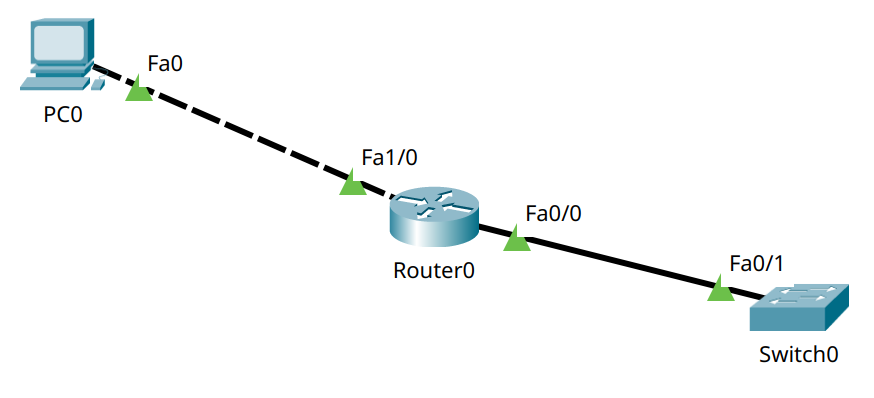 Fa0
PC0
Fa1/0
Fa0/0
Router0
Fa0/1
Switch0